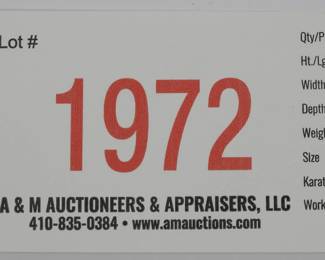 Lot #
1972
A & M AUCTIONEERS & APPRAISERS, LLC
410-835-0384 • www.amauctions.com
Qty/P
Ht./Lg
Width
Depth
Weigh
Size
Karat
Work